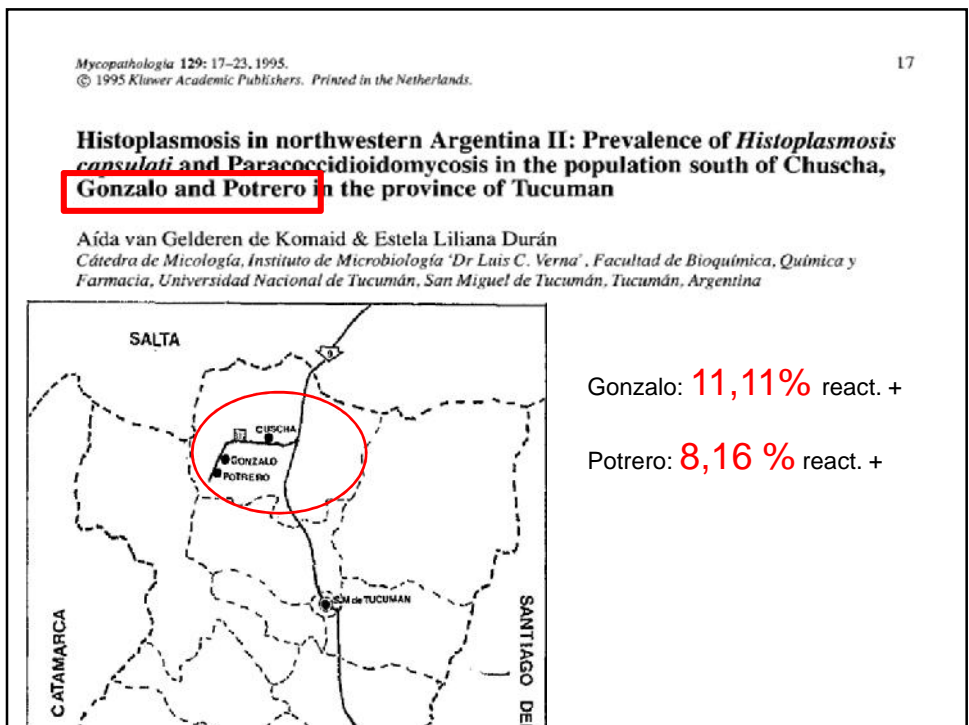 Mycopathologia 129: 17–23, 1995.
17
© 1995 Kluwer Academic Publishers. Printed in the Netherlands.
Histoplasmosis in northwestern Argentina II: Prevalence of Histoplasmosis
capsulati and Paracoccidioidomycosis in the population south of Chuscha,
Gonzalo and Potrero in the province of Tucuman
Aída van Gelderen de Komaid & Estela Liliana Durán
Cátedra de Micología, Instituto de Microbiología 'Dr Luis C. Verna', Facultad de Bioquímica, Química y
Farmacia, Universidad Nacional de Tucumán, San Miguel de Tucumán, Tucumán, Argentina
SALTA
9
CUSCHA
GONZALO
POTRERO
S.M de TUCUMAN
CATAMARCA
SANTIAGO DEL
Gonzalo: 11,11% react. +
Potrero: 8,16 % react. +